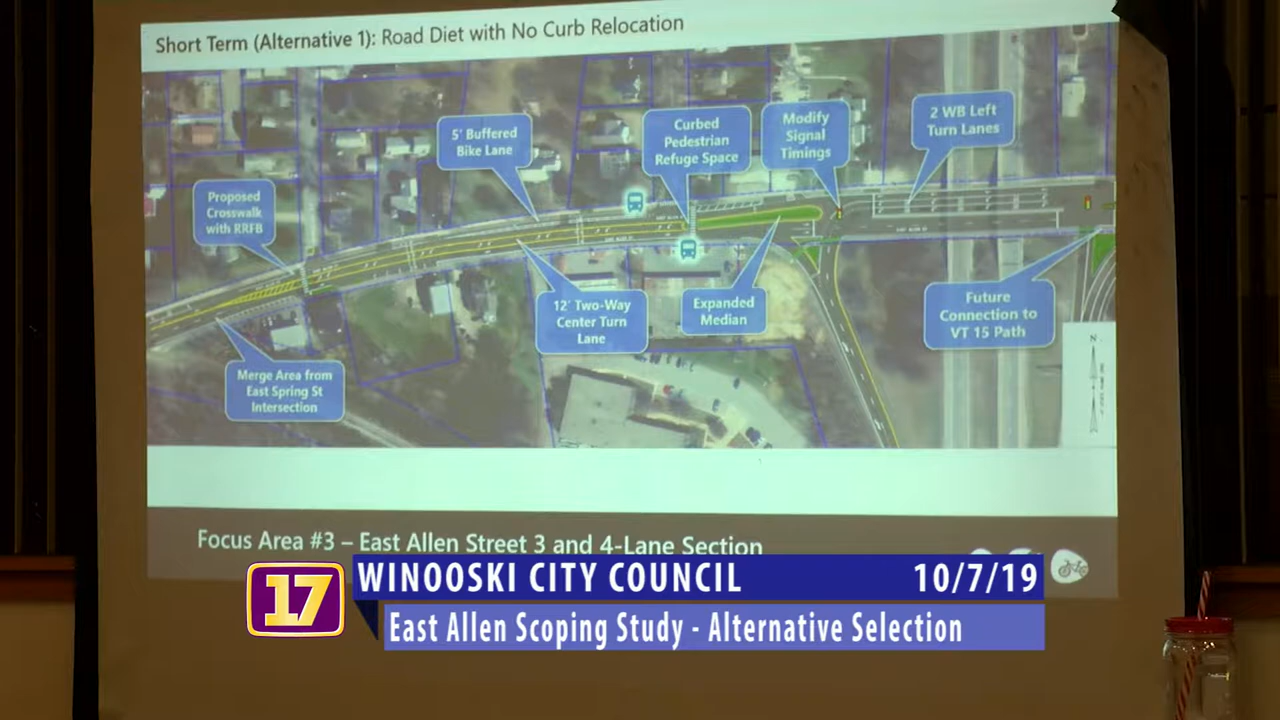 Short Term (Alternative 1): Road Diet with No Curb Relocation
5' Buffered
Bike Lane
Curbed
Pedestrian
Refuge Space
Modify
Signal
Timings
2 WB Left
Turn Lanes
Proposed
Crosswalk
with RRFB
12' Two-Way
Center Turn
Lane
Expanded
Median
Future
Connection to
VT 15 Path
Merge Area from
East Spring St
Intersection
N
Focus Area #3 – East Allen Street 3 and 4-Lane Section
17
WINOOSKI CITY COUNCIL 10/7/19
East Allen Scoping Study - Alternative Selection